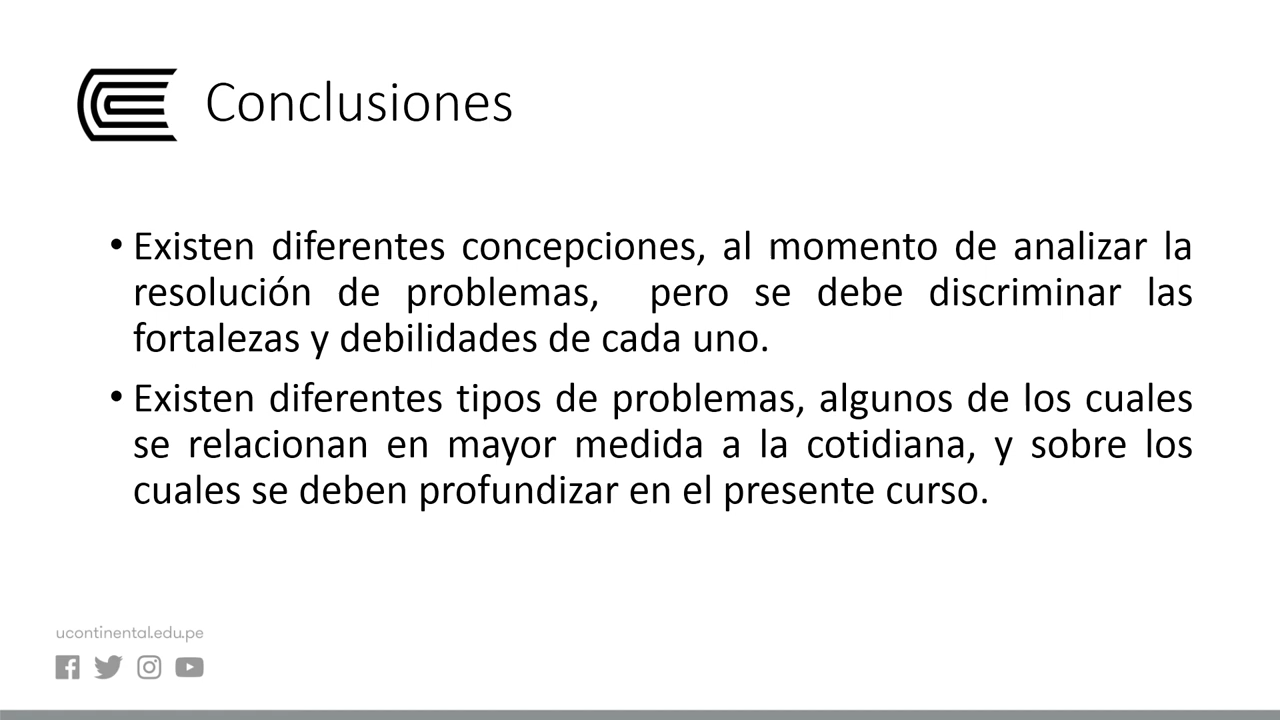 Conclusiones
• Existen diferentes concepciones, al momento de analizar la
resolución de problemas, pero se debe discriminar las
fortalezas y debilidades de cada uno.
• Existen diferentes tipos de problemas, algunos de los cuales
se relacionan en mayor medida a la cotidiana, y sobre los
cuales se deben profundizar en el presente curso.
ucontinental.edu.pe